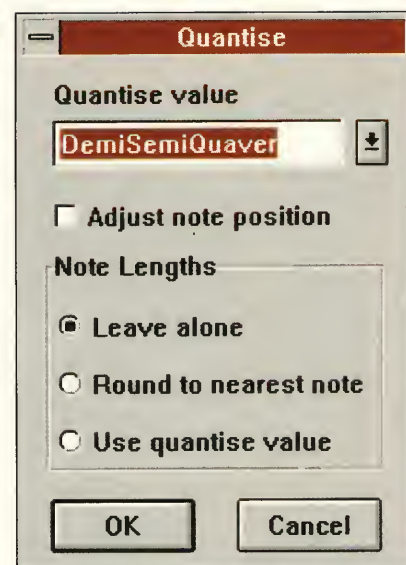 Quantise
Quantise value
DemiSemiQuaver
Adjust note position
Note Lengths
Leave alone
Round to nearest note
Use quantise value
OK
Cancel